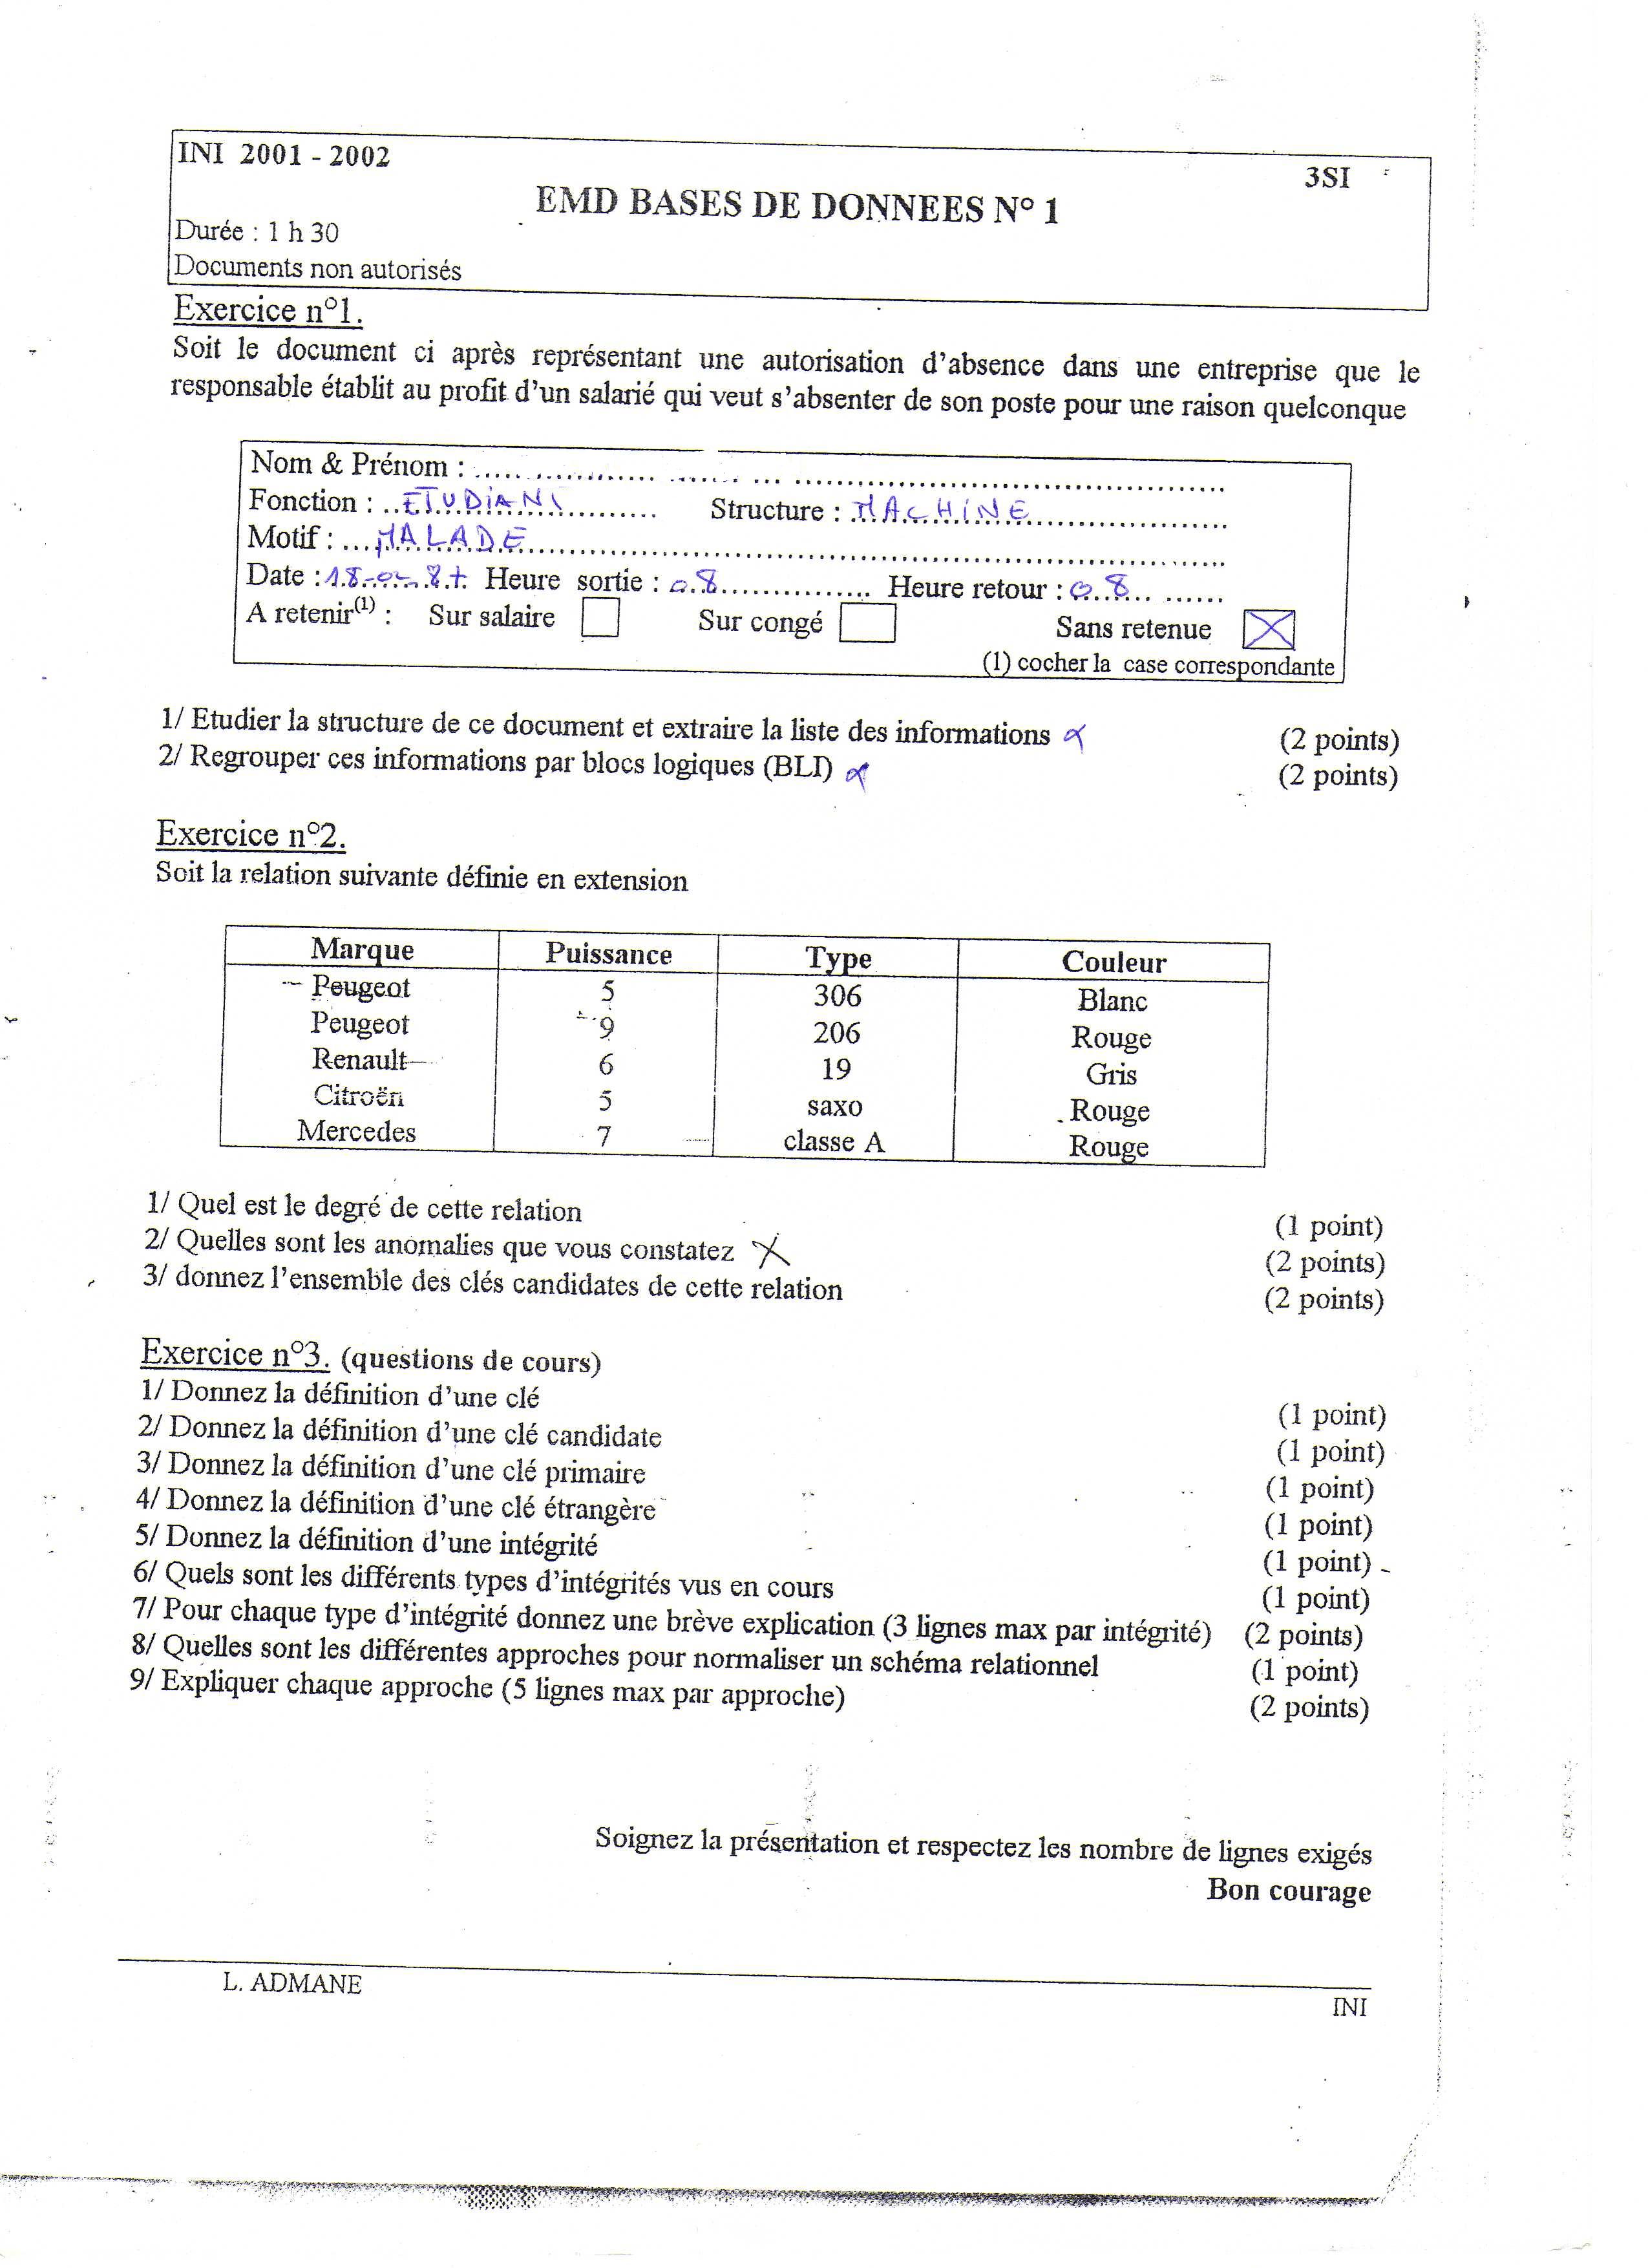 INI 2001 - 2002
3SI
EMD BASES DE DONNEES N° 1
Durée : 1 h 30
Documents non autorisés
Exercice n°1.
Soit le document ci après représentant une autorisation d'absence dans une entreprise que le
responsable établit au profit d'un salarié qui veut s'absenter de son poste pour une raison quelconque
Nom & Prénom : ..............................
Fonction : ETUDIANT Structure : MACHINE
Motif : MALADE
Date : 18- Heure sortie : 08 Heure retour : 08
A retenir(1) : Sur salaire Sur congé Sans retenue
(1) cocher la case correspondante
1/ Etudier la structure de ce document et extraire la liste des informations (2 points)
2/ Regrouper ces informations par blocs logiques (BLI) (2 points)
Exercice n°2.
Soit la relation suivante définie en extension
Marque Puissance Type Couleur
Peugeot 5 306 Blanc
Peugeot 9 206 Rouge
Renault 6 19 Gris
Citroën 5 saxo Rouge
Mercedes 7 classe A Rouge
1/ Quel est le degré de cette relation (1 point)
2/ Quelles sont les anomalies que vous constatez (2 points)
3/ donnez l'ensemble des clés candidates de cette relation (2 points)
Exercice n°3. (questions de cours)
1/ Donnez la définition d'une clé (1 point)
2/ Donnez la définition d'une clé candidate (1 point)
3/ Donnez la définition d'une clé primaire (1 point)
4/ Donnez la définition d'une clé étrangère (1 point)
5/ Donnez la définition d'une intégrité (1 point)
6/ Quels sont les différents types d'intégrités vus en cours (1 point)
7/ Pour chaque type d'intégrité donnez une brève explication (3 lignes max par intégrité) (2 points)
8/ Quelles sont les différentes approches pour normaliser un schéma relationnel (1 point)
9/ Expliquer chaque approche (5 lignes max par approche) (2 points)
Soignez la présentation et respectez les nombre de lignes exigés
Bon courage
L. ADMANE
INI